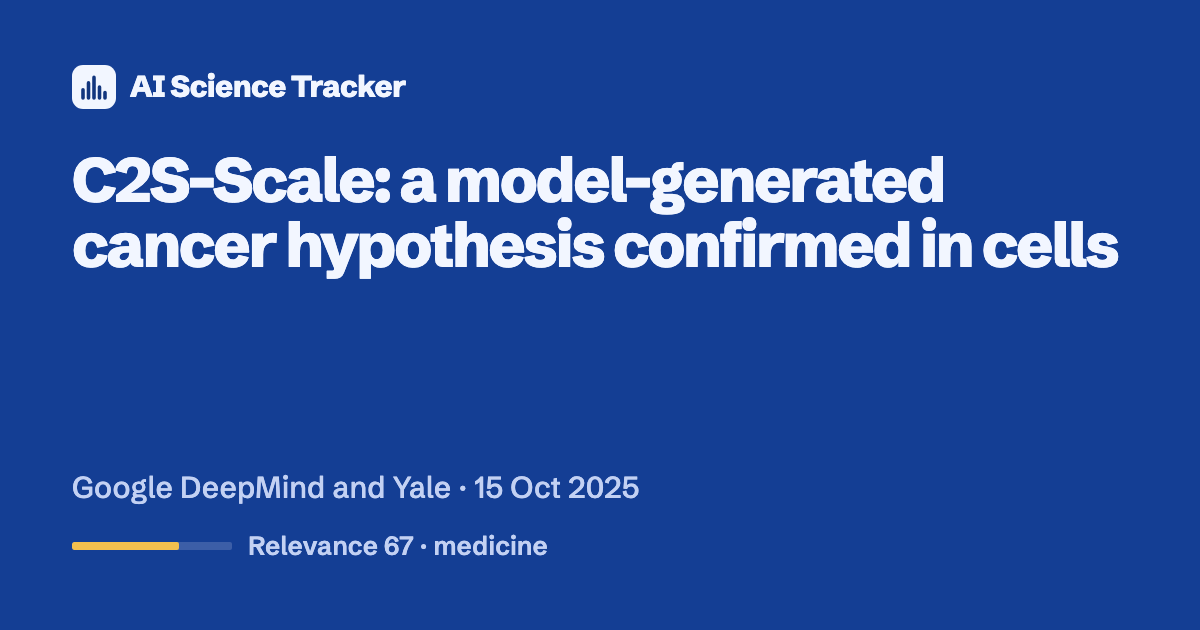 AI Science Tracker
C2S-Scale: a model-generated
cancer hypothesis confirmed in cells
Google DeepMind and Yale · 15 Oct 2025
Relevance 67 · medicine